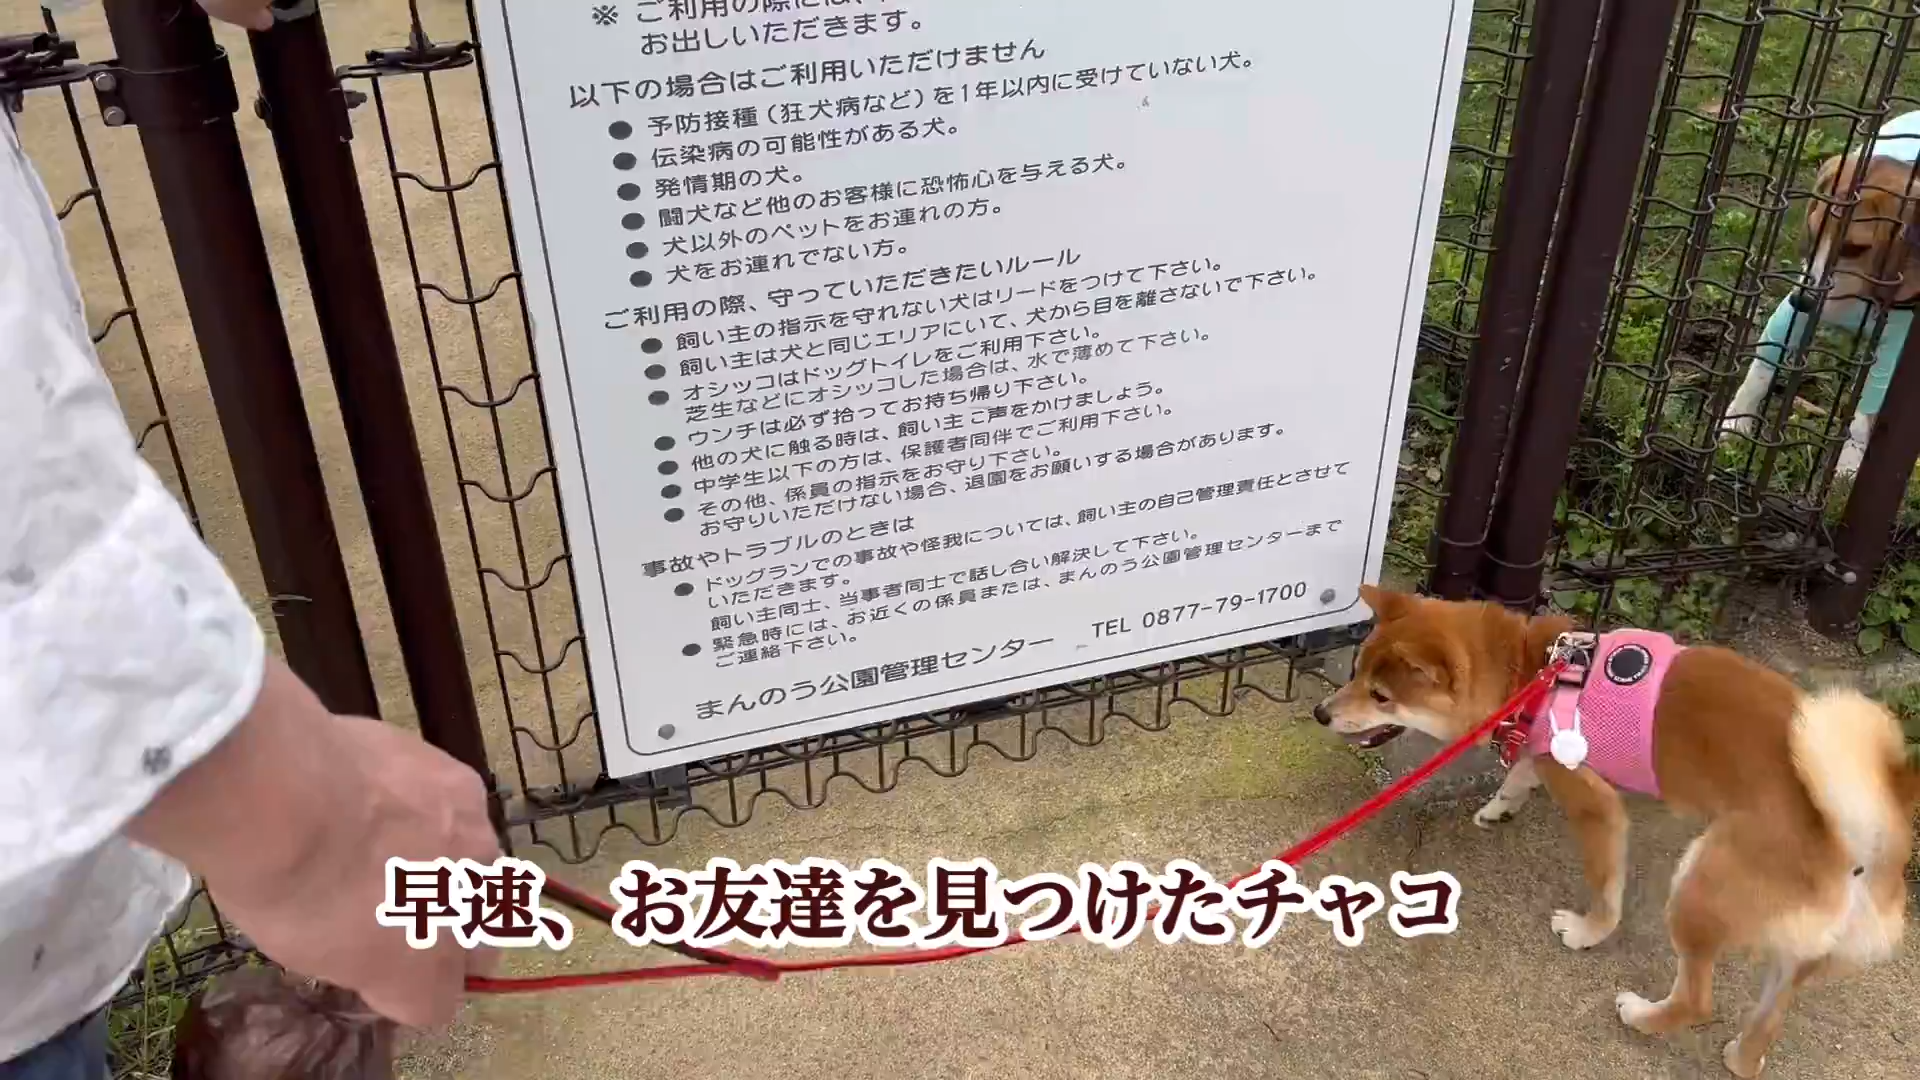 ※ ご利用の際には、
お出しいただきます。
以下の場合はご利用いただけません
● 予防接種(狂犬病など)を1年以内に受けていない犬。
● 伝染病の可能性がある犬。
● 発情期の犬。
● 闘犬など他のお客様に恐怖心を与える犬。
● 犬以外のペットをお連れの方。
● 犬をお連れでない方。
ご利用の際、守っていただきたいルール
● 飼い主の指示を守れない犬はリードをつけて下さい。
● 飼い主は犬と同じエリアにいて、犬から目を離さないで下さい。
● オシッコはドッグトイレをご利用下さい。
芝生などにオシッコした場合は、水で薄めて下さい。
● ウンチは必ず拾ってお持ち帰り下さい。
● 他の犬に触る時は、飼い主に声をかけましょう。
● 中学生以下の方は、保護者同伴でご利用下さい。
● その他、係員の指示をお守り下さい。
お守りいただけない場合、退園をお願いする場合があります。
事故やトラブルのときは
● ドッグランでの事故や怪我については、飼い主の自己管理責任とさせて
いただきます。
飼い主同士、当事者同士で話し合い解決して下さい。
● 緊急時には、お近くの係員または、まんのう公園管理センターまで
ご連絡下さい。
まんのう公園管理センター TEL 0877-79-1700
早速、お友達を見つけたチャコ